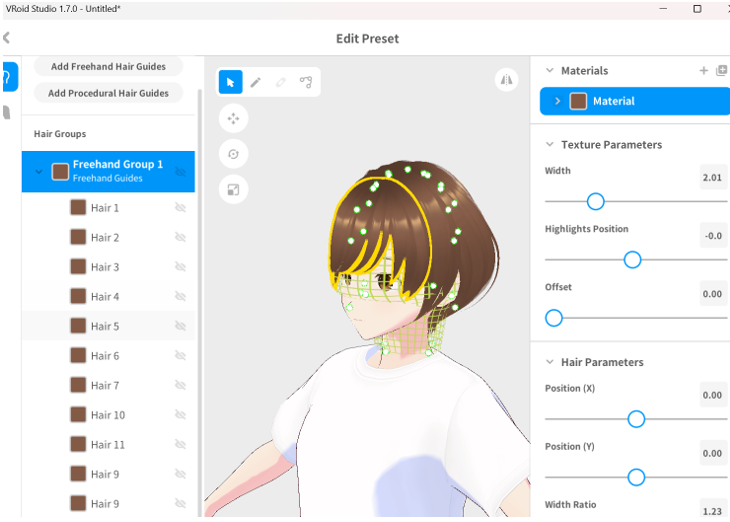 VRoid Studio 1.7.0 - Untitled*
Edit Preset
Add Freehand Hair Guides
Add Procedural Hair Guides
Hair Groups
Freehand Group 1
Freehand Guides
Hair 1
Hair 2
Hair 3
Hair 4
Hair 5
Hair 6
Hair 7
Hair 10
Hair 11
Hair 9
Hair 9
Materials
Material
Texture Parameters
Width
2.01
Highlights Position
-0.0
Offset
0.00
Hair Parameters
Position (X)
0.00
Position (Y)
0.00
Width Ratio
1.23